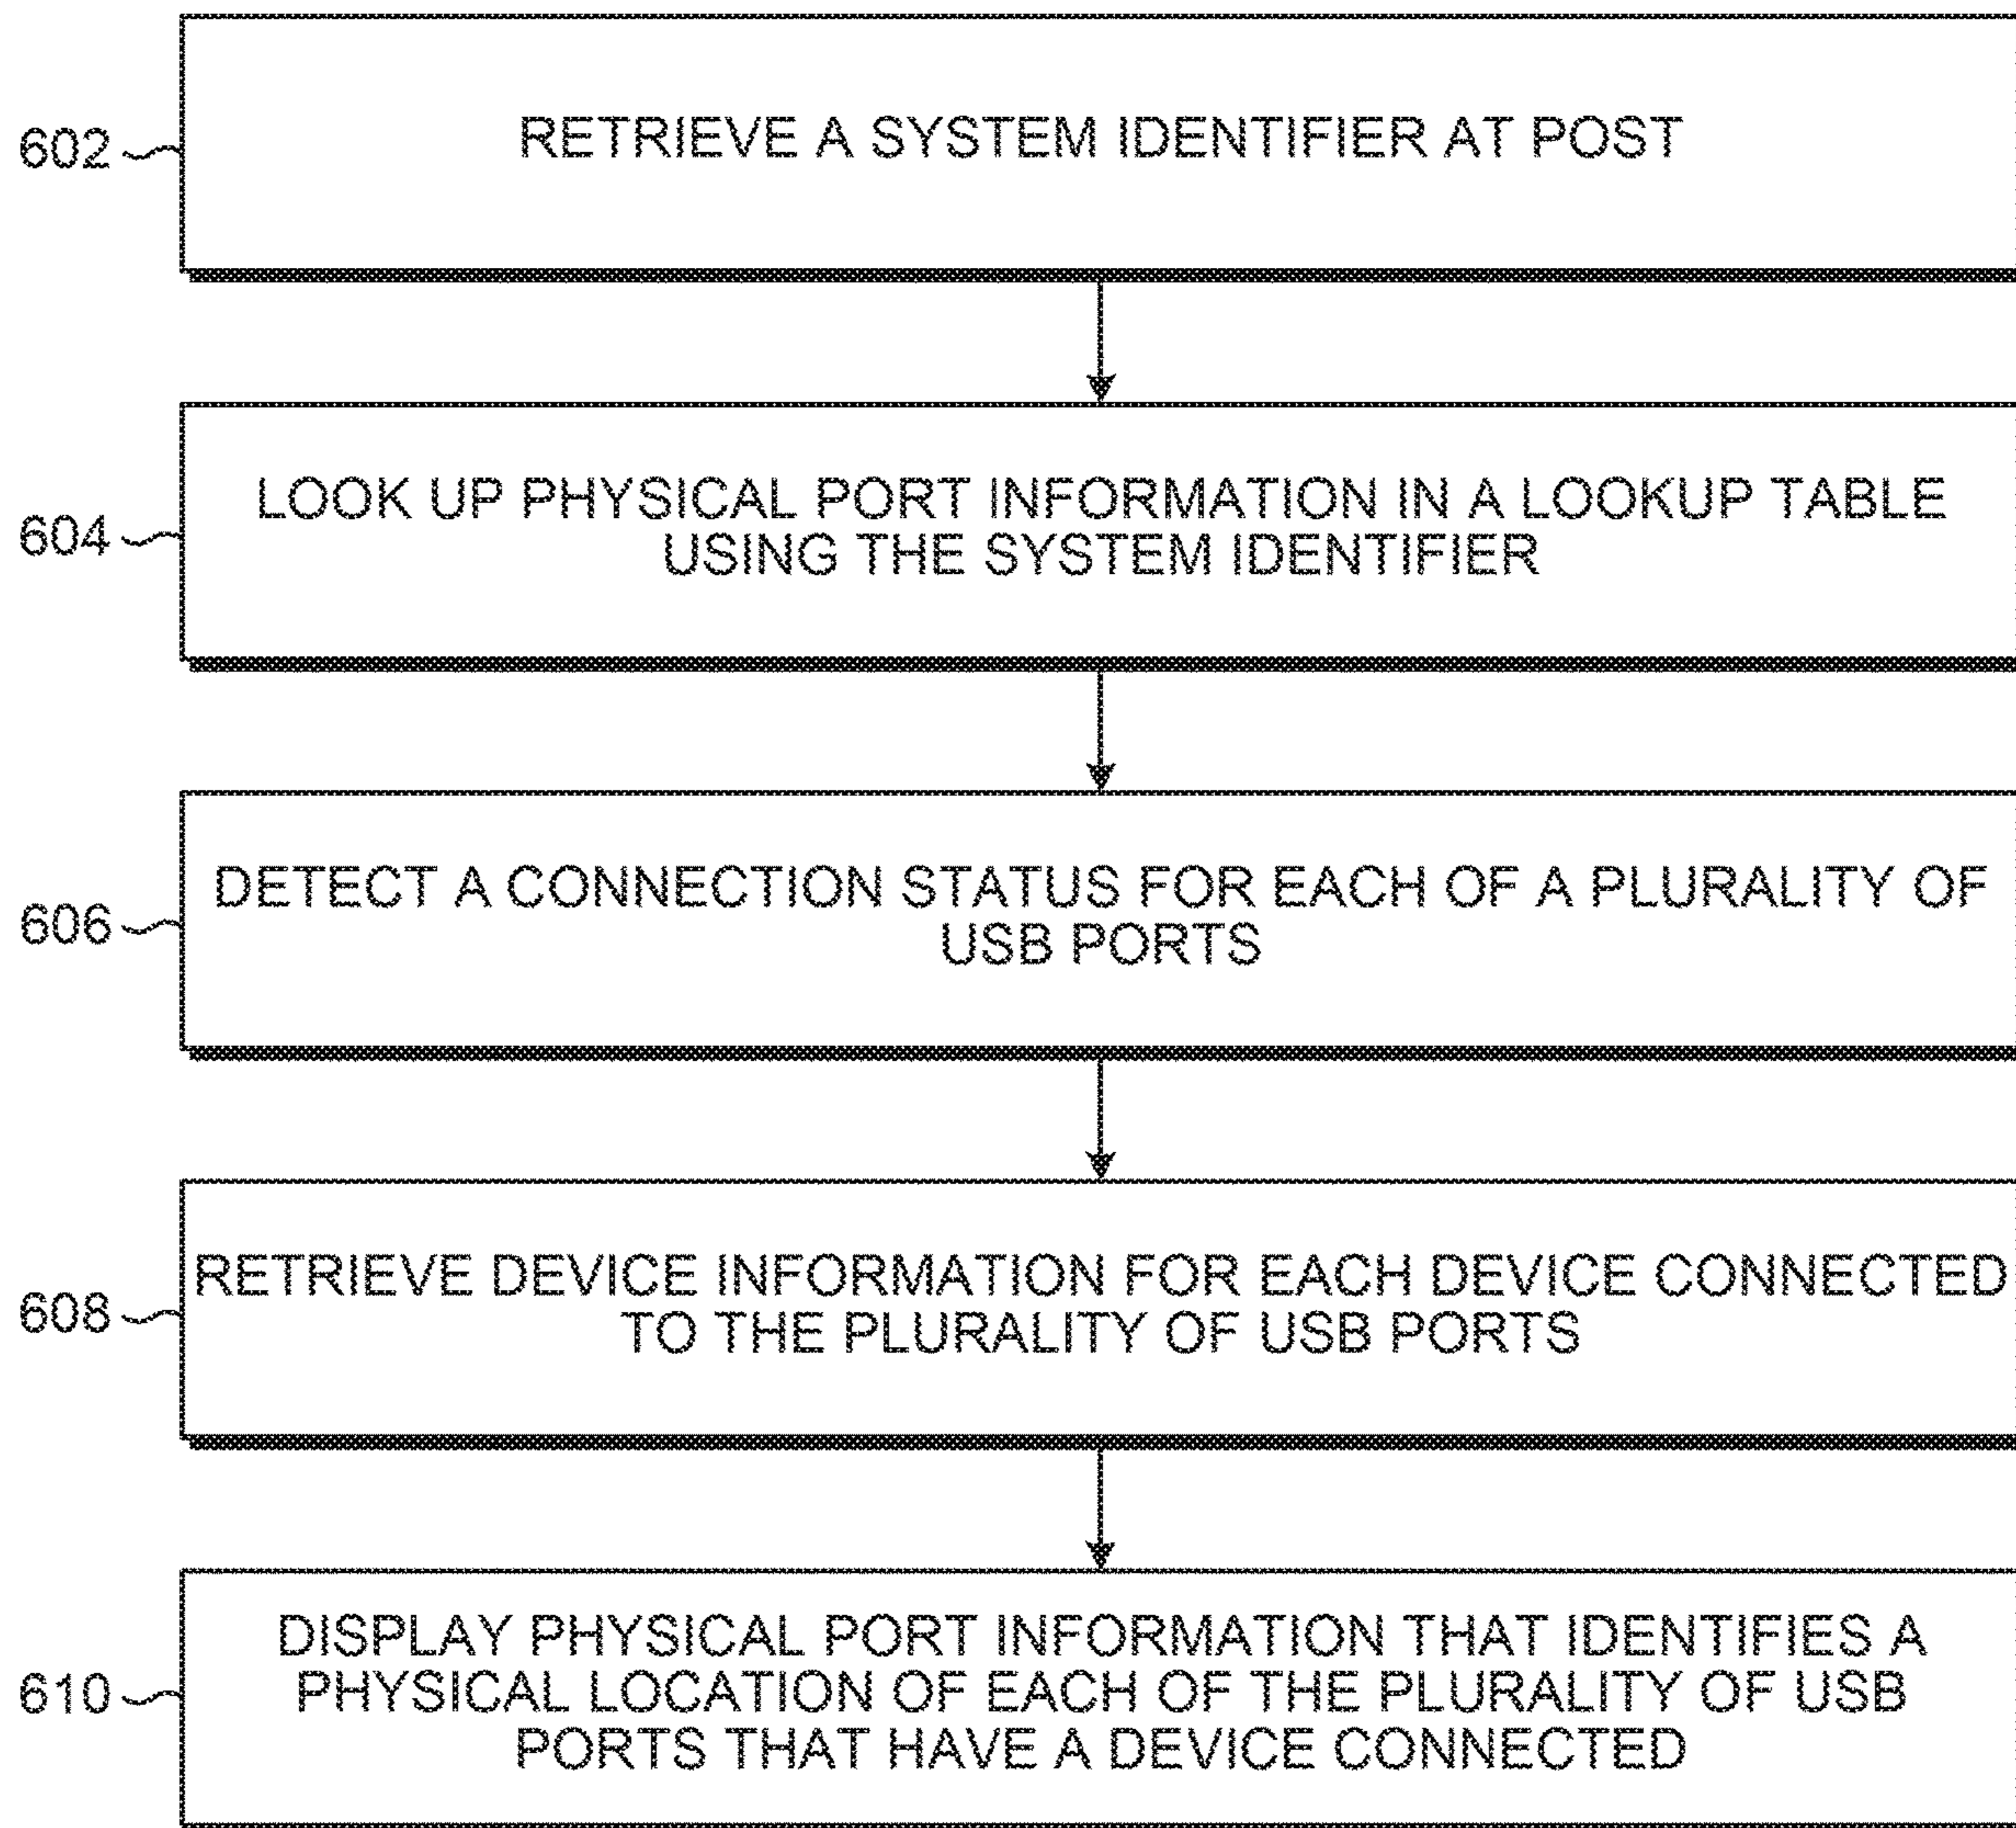 602
RETRIEVE A SYSTEM IDENTIFIER AT POST
604
LOOK UP PHYSICAL PORT INFORMATION IN A LOOKUP TABLE
USING THE SYSTEM IDENTIFIER
606
DETECT A CONNECTION STATUS FOR EACH OF A PLURALITY OF
USB PORTS
608
RETRIEVE DEVICE INFORMATION FOR EACH DEVICE CONNECTED
TO THE PLURALITY OF USB PORTS
610
DISPLAY PHYSICAL PORT INFORMATION THAT IDENTIFIES A
PHYSICAL LOCATION OF EACH OF THE PLURALITY OF USB
PORTS THAT HAVE A DEVICE CONNECTED